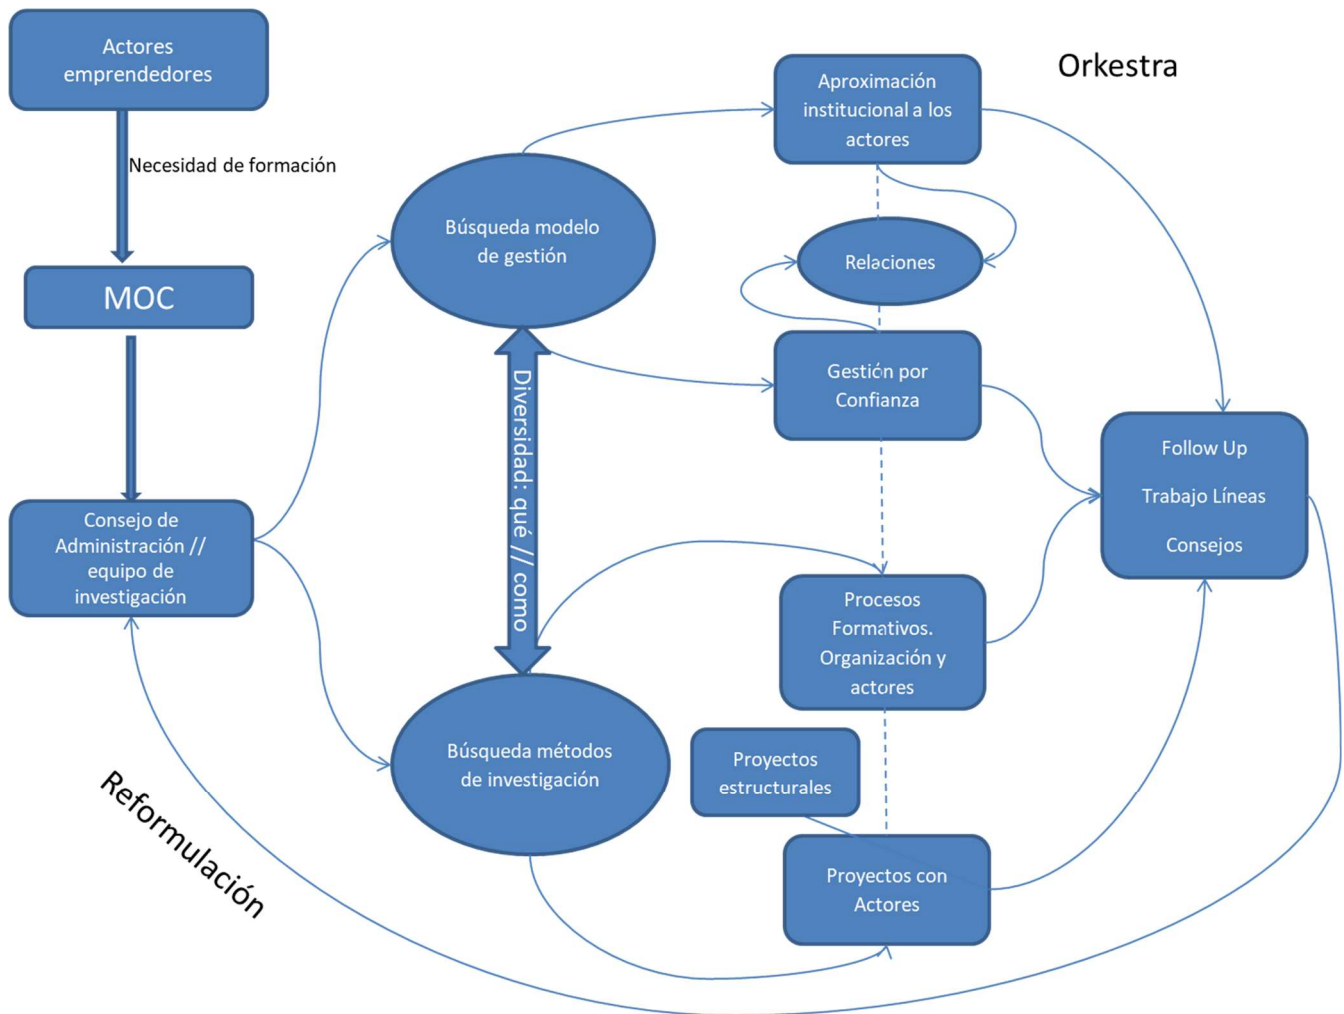 Actores
emprendedores
Necesidad de formación
MOC
Consejo de
Administración //
equipo de
investigación
Reformulación
Búsqueda modelo
de gestión
Diversidad: qué // como
Búsqueda métodos
de investigación
Orkestra
Aproximación
institucional a los
actores
Relaciones
Gestión por
Confianza
Procesos
Formativos.
Organización y
actores
Proyectos
estructurales
Proyectos con
Actores
Follow Up
Trabajo Líneas
Consejos